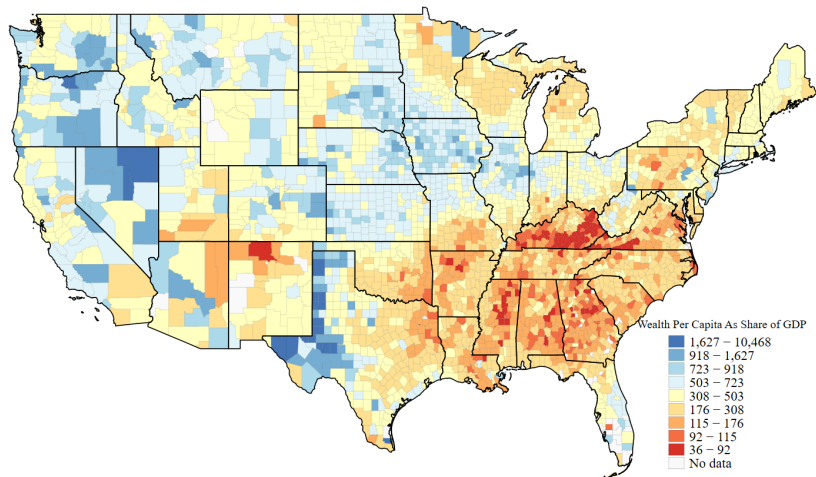 Wealth Per Capita As Share of GDP
1,627 − 10,468
918 − 1,627
723 − 918
503 − 723
308 − 503
176 − 308
115 − 176
92 − 115
36 − 92
No data